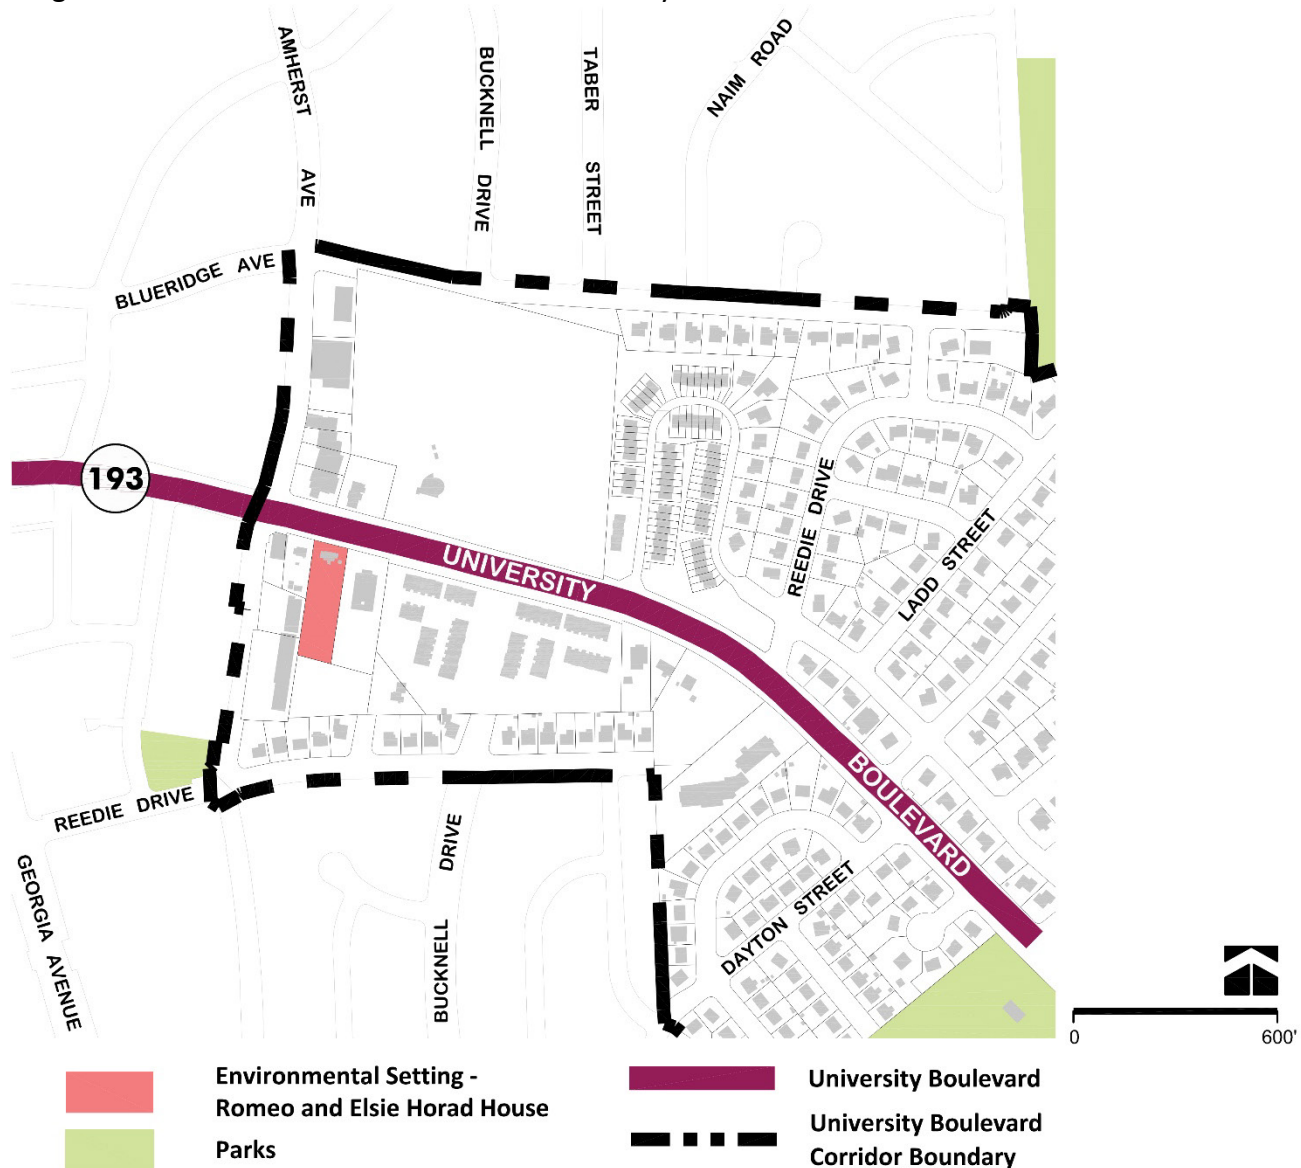 AMHERST AVE
BUCKNELL DRIVE
TABER STREET
NAIM ROAD
BLUERIDGE AVE
193
UNIVERSITY BOULEVARD
REEDIE DRIVE
LADD STREET
REEDIE DRIVE
GEORGIA AVENUE
BUCKNELL DRIVE
DAYTON STREET
0 600'
Environmental Setting -
Romeo and Elsie Horad House
Parks
University Boulevard
University Boulevard
Corridor Boundary